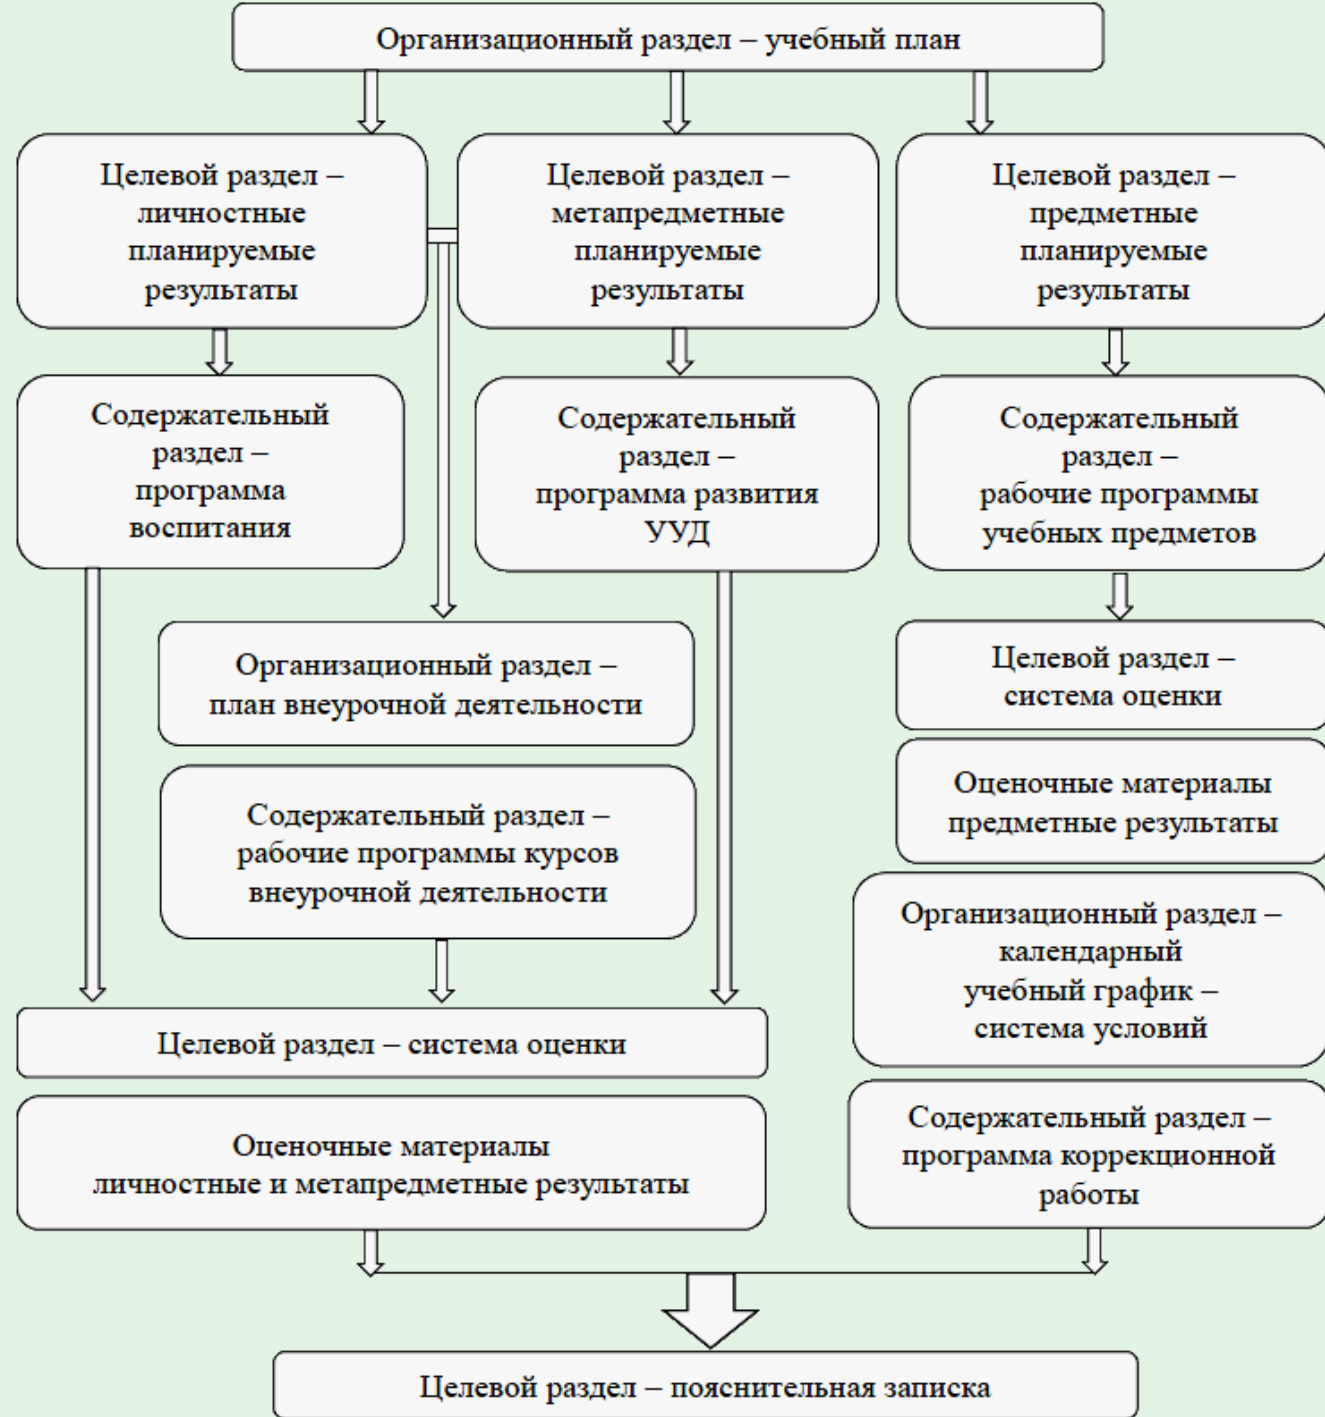 Организационный раздел – учебный план
Целевой раздел –
личностные
планируемые
результаты
Целевой раздел –
метапредметные
планируемые
результаты
Целевой раздел –
предметные
планируемые
результаты
Содержательный
раздел –
программа
воспитания
Содержательный
раздел –
программа развития
УУД
Содержательный
раздел –
рабочие программы
учебных предметов
Организационный раздел –
план внеурочной деятельности
Целевой раздел –
система оценки
Содержательный раздел –
рабочие программы курсов
внеурочной деятельности
Оценочные материалы
предметные результаты
Организационный раздел –
календарный
учебный график –
система условий
Целевой раздел – система оценки
Оценочные материалы
личностные и метапредметные результаты
Содержательный раздел –
программа коррекционной
работы
Целевой раздел – пояснительная записка